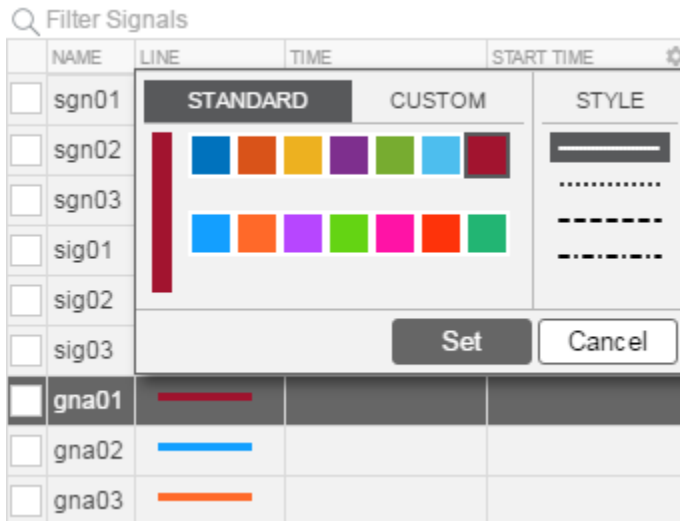 Filter Signals
NAME LINE TIME START TIME
sgn01 STANDARD CUSTOM STYLE
sgn02
sgn03
sig01
sig02
sig03 Set Cancel
gna01
gna02
gna03